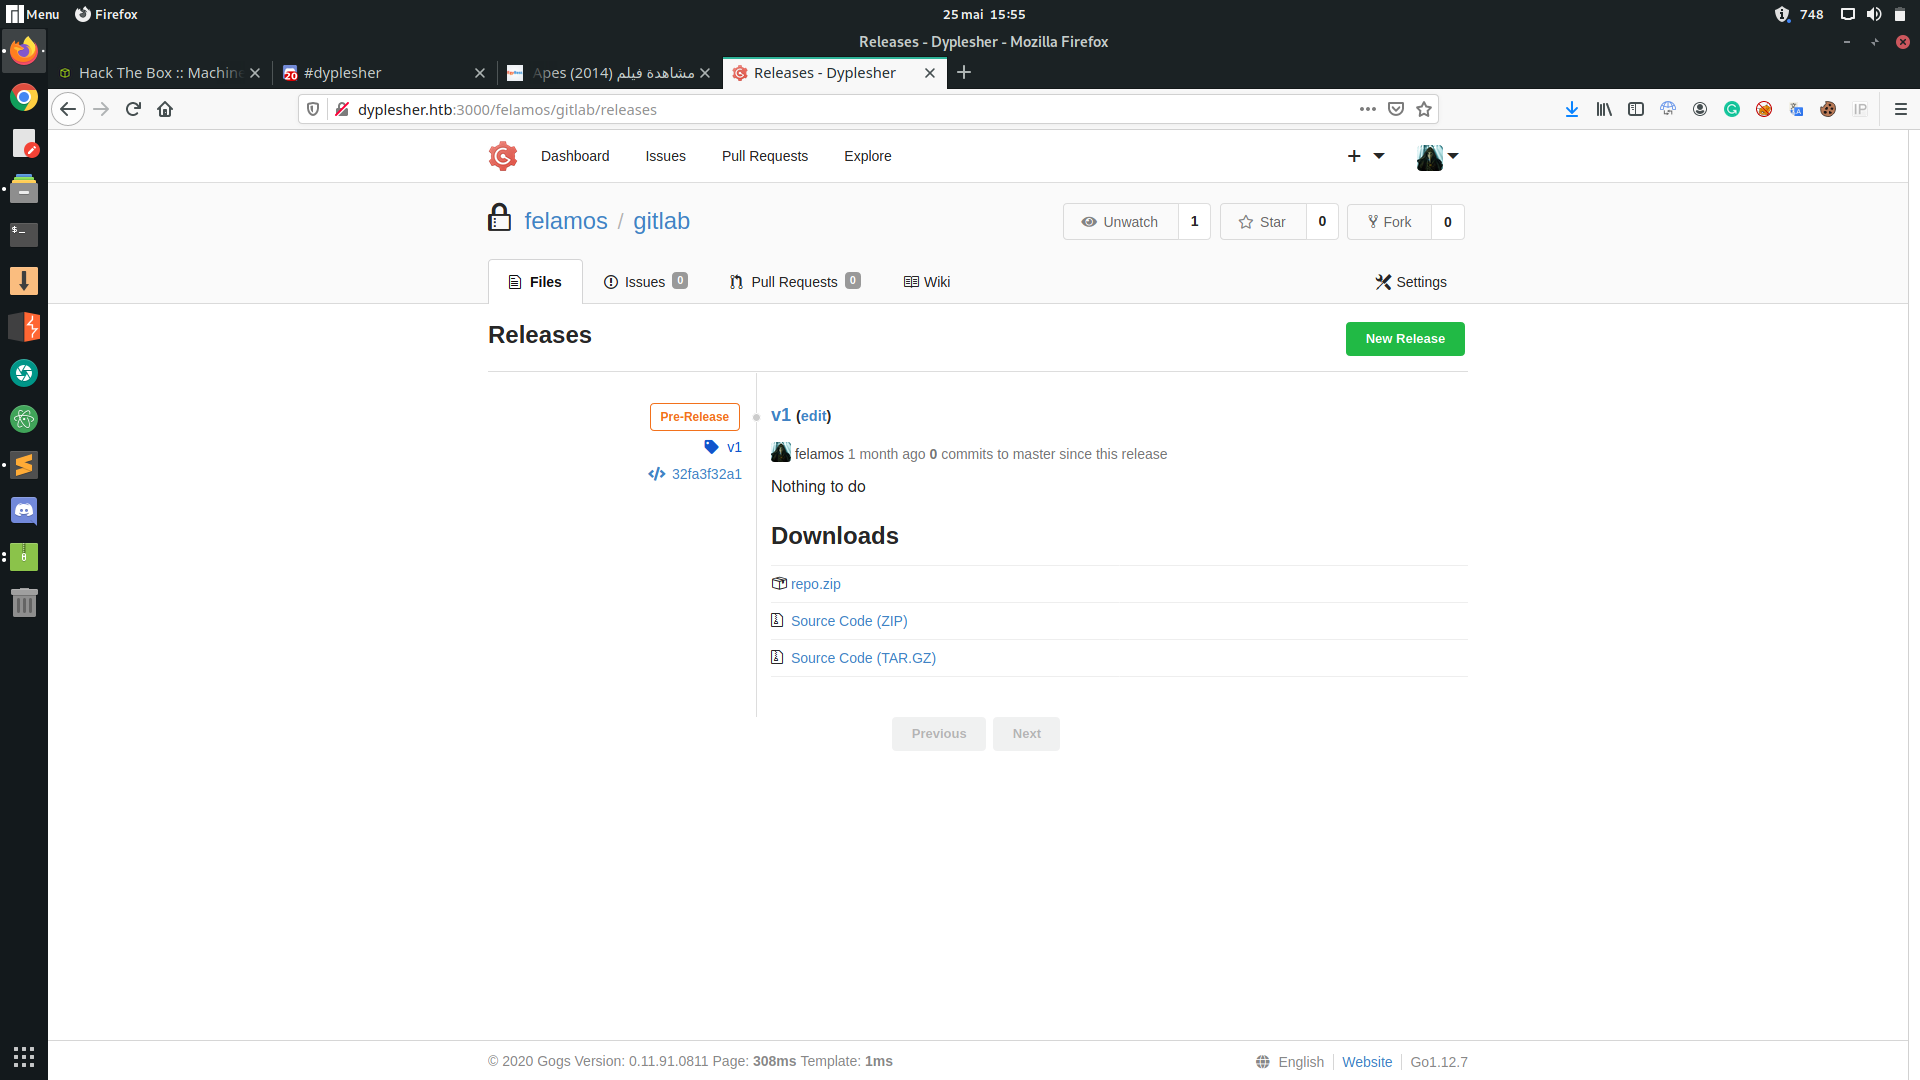 Menu Firefox 25 mai 15:55 748
Releases - Dyplesher - Mozilla Firefox
Hack The Box :: Machin #dyplesher مشاهدة فيلم Apes (2014) Releases - Dyplesher
dyplesher.htb:3000/felamos/gitlab/releases
Dashboard Issues Pull Requests Explore
felamos / gitlab Unwatch 1 Star 0 Fork 0
Files Issues 0 Pull Requests 0 Wiki Settings
Releases New Release
Pre-Release v1 (edit)
v1
felamos 1 month ago 0 commits to master since this release
32fa3f32a1
Nothing to do
Downloads
repo.zip
Source Code (ZIP)
Source Code (TAR.GZ)
Previous Next
© 2020 Gogs Version: 0.11.91.0811 Page: 308ms Template: 1ms English Website Go1.12.7